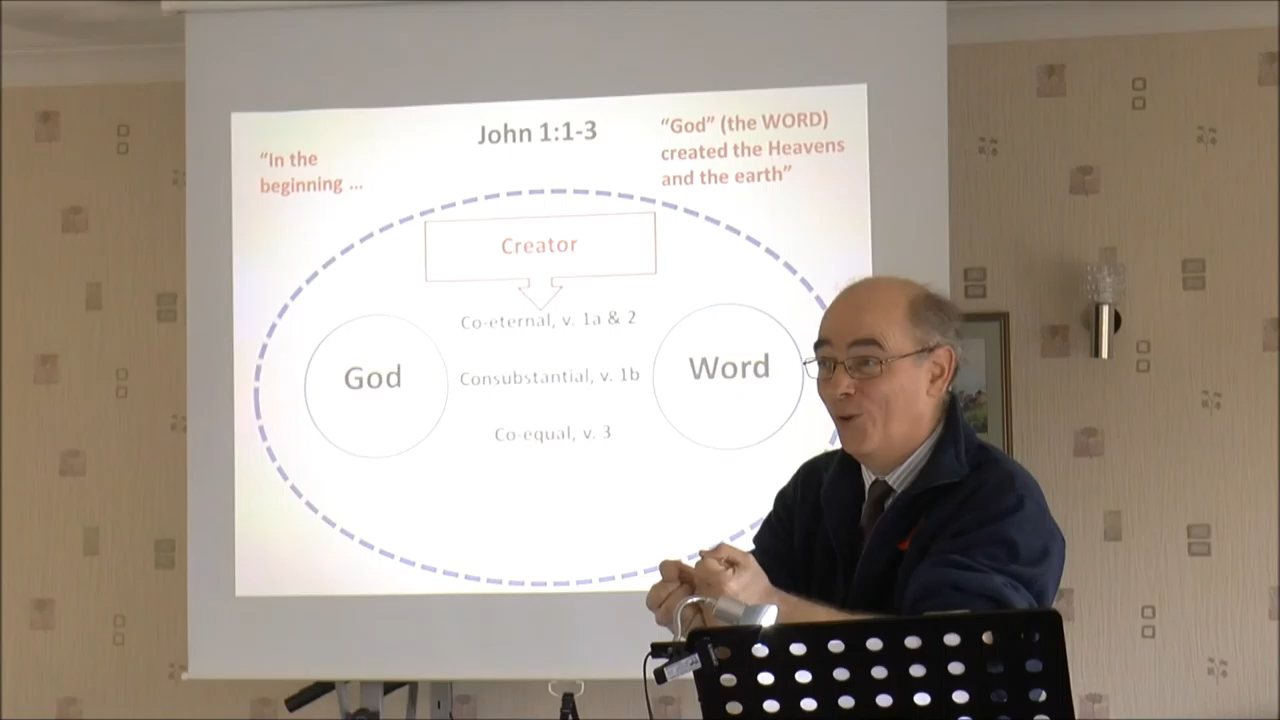 John 1:1-3
“In the
beginning ...
“God” (the WORD)
created the Heavens
and the earth”
Creator
Co-eternal, v. 1a & 2
God
Consubstantial, v. 1b
Word
Co-equal, v. 3